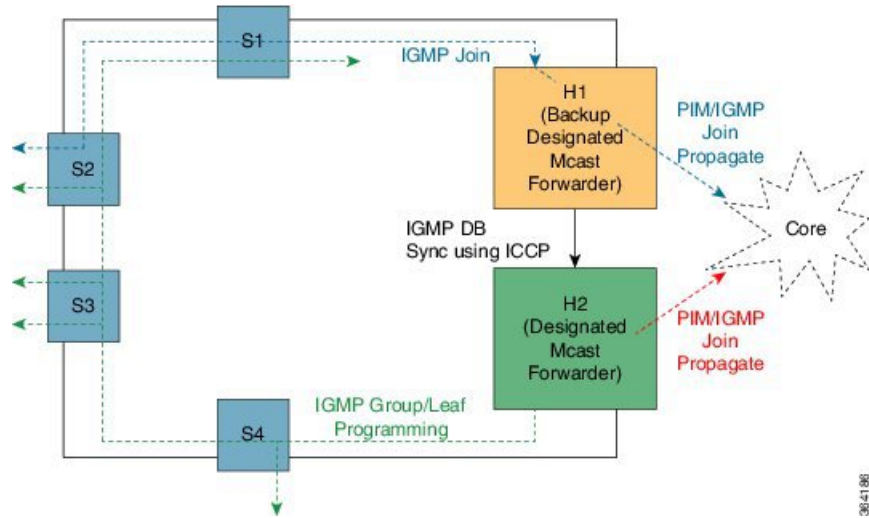 S1
IGMP Join
H1
(Backup
Designated
Mcast
Forwarder)
PIM/IGMP
Join
Propagate
S2
Core
IGMP DB
Sync using ICCP
S3
H2
(Designated
Mcast
Forwarder)
PIM/IGMP
Join
Propagate
IGMP Group/Leaf
Programming
S4
364186